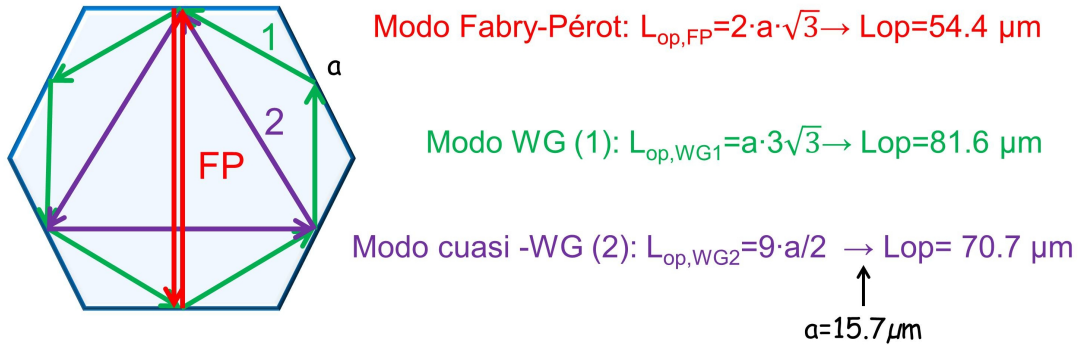 1
a
2
FP
Modo Fabry-Pérot: Lop,FP=2·a·√3→ Lop=54.4 µm
Modo WG (1): Lop,WG1=a·3√3→ Lop=81.6 µm
Modo cuasi -WG (2): Lop,WG2=9·a/2 → Lop= 70.7 µm
a=15.7µm